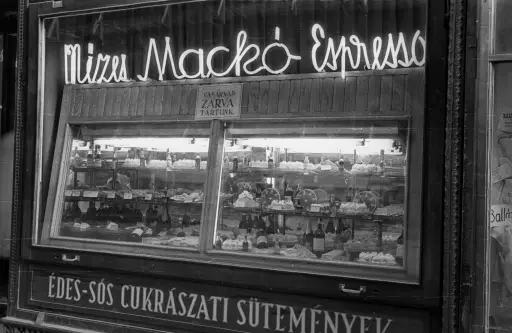 Mizes Mackó Espresso
VASÁRNAP
ZÁRVA
TARTUNK
ÉDES-SÓS CUKRÁSZATI SÜTEMÉNYEK